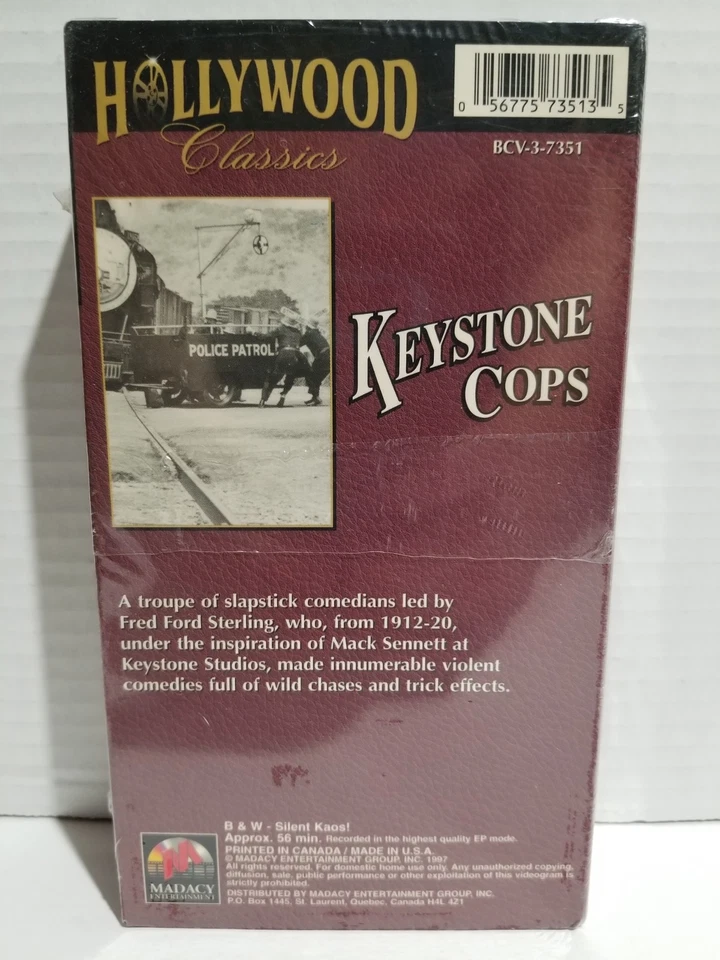 HOLLYWOOD
Classics
0 56775 73513 5
BCV-3-7351
POLICE PATROL
KEYSTONE
COPS
A troupe of slapstick comedians led by
Fred Ford Sterling, who, from 1912-20,
under the inspiration of Mack Sennett at
Keystone Studios, made innumerable violent
comedies full of wild chases and trick effects.
B & W - Silent Kaos!
Approx. 56 min. Recorded in the highest quality EP mode.
PRINTED IN CANADA / MADE IN U.S.A.
© MADACY ENTERTAINMENT GROUP, INC. 1997
All rights reserved. For domestic home use only. Any unauthorized copying,
diffusion, sale, public performance or other exploitation of this videogram is
strictly prohibited.
DISTRIBUTED BY MADACY ENTERTAINMENT GROUP, INC.
P.O. Box 1445, St. Laurent, Quebec, Canada H4L 4Z1
MADACY
ENTERTAINMENT